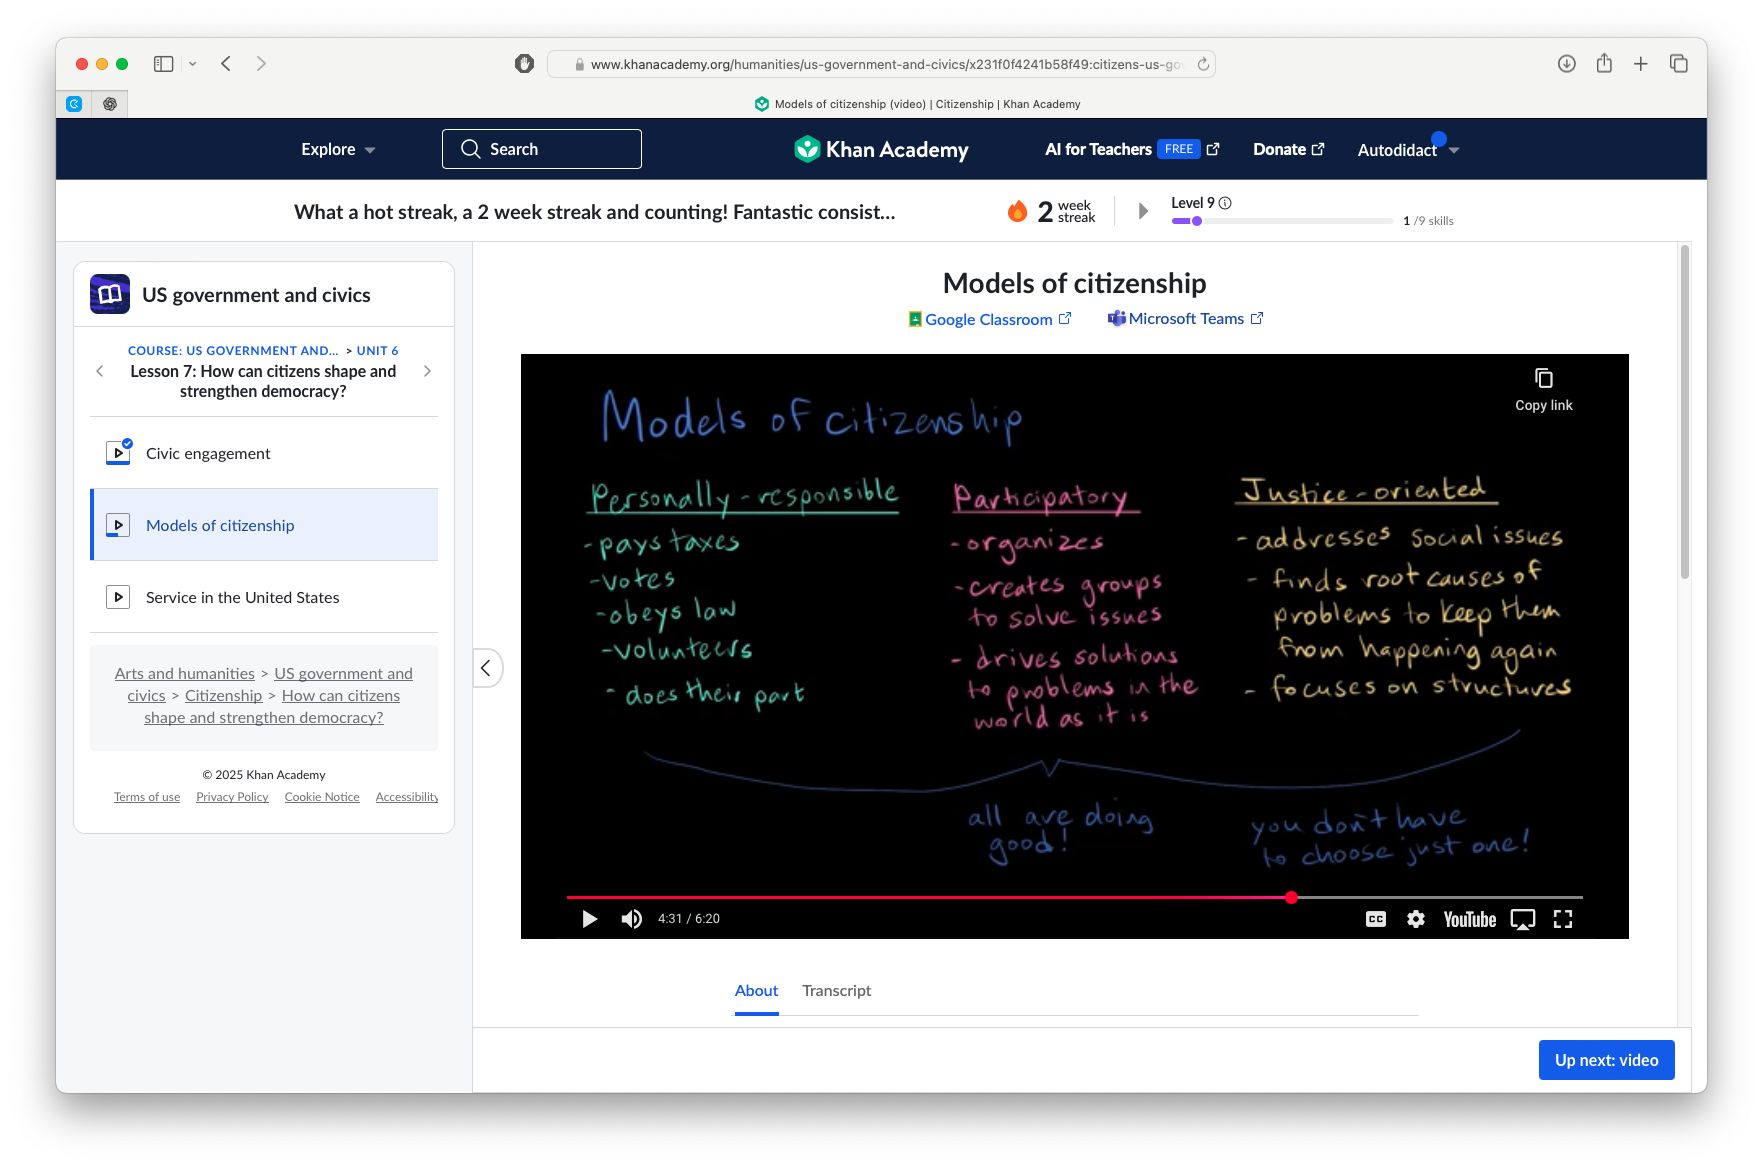 www.khanacademy.org/humanities/us-government-and-civics/x231f0f4241b58f49:citizens-us-go
Models of citizenship (video) | Citizenship | Khan Academy
Explore
Search
Khan Academy
AI for Teachers FREE
Donate
Autodidact
What a hot streak, a 2 week streak and counting! Fantastic consist...
2 week
streak
Level 9
1 /9 skills
US government and civics
COURSE: US GOVERNMENT AND... > UNIT 6
Lesson 7: How can citizens shape and
strengthen democracy?
Civic engagement
Models of citizenship
Service in the United States
Arts and humanities > US government and
civics > Citizenship > How can citizens
shape and strengthen democracy?
© 2025 Khan Academy
Terms of use Privacy Policy Cookie Notice Accessibility
Models of citizenship
Google Classroom
Microsoft Teams
Copy link
Models of citizenship
Personally-responsible
- pays taxes
- votes
- obeys law
- volunteers
- does their part
Participatory
- organizes
- creates groups
to solve issues
- drives solutions
to problems in the
world as it is
Justice-oriented
- addresses social issues
- finds root causes of
problems to keep them
from happening again
- focuses on structures
all are doing
good!
you don't have
to choose just one!
4:31 / 6:20
CC
YouTube
About
Transcript
Up next: video